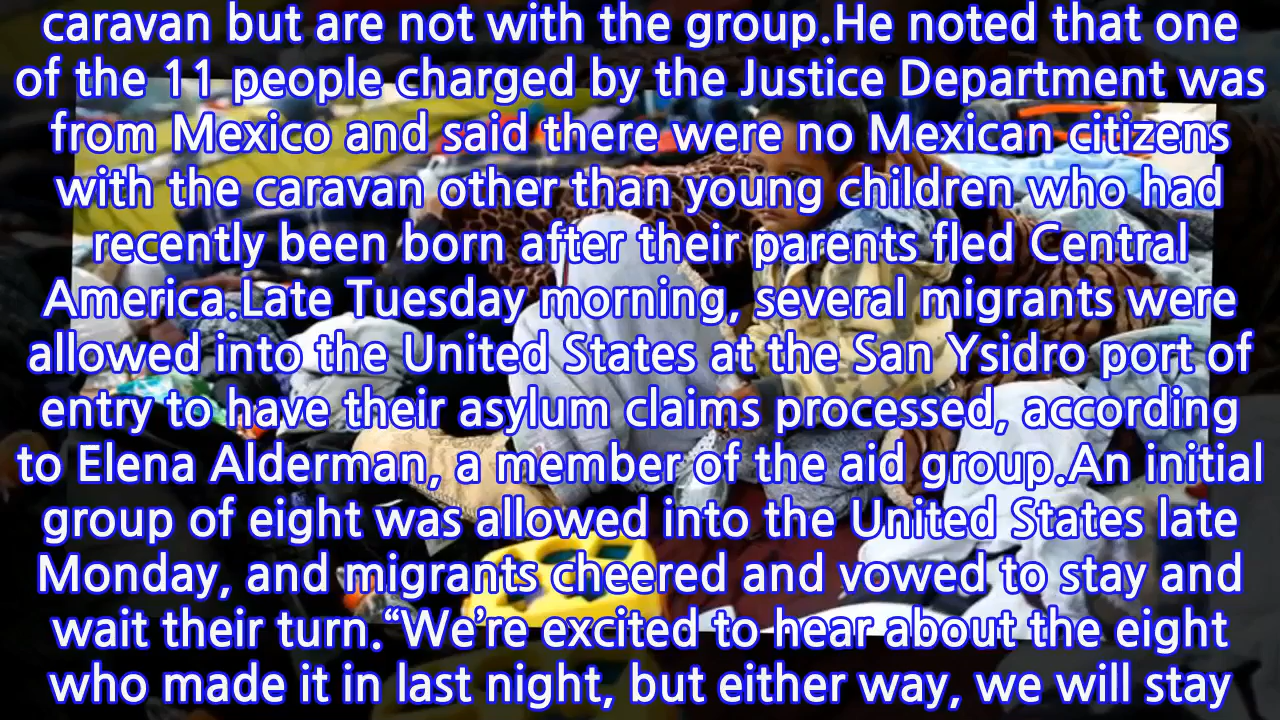 caravan but are not with the group.He noted that one
of the 11 people charged by the Justice Department was
from Mexico and said there were no Mexican citizens
with the caravan other than young children who had
recently been born after their parents fled Central
America.Late Tuesday morning, several migrants were
allowed into the United States at the San Ysidro port of
entry to have their asylum claims processed, according
to Elena Alderman, a member of the aid group.An initial
group of eight was allowed into the United States late
Monday, and migrants cheered and vowed to stay and
wait their turn.“We’re excited to hear about the eight
who made it in last night, but either way, we will stay